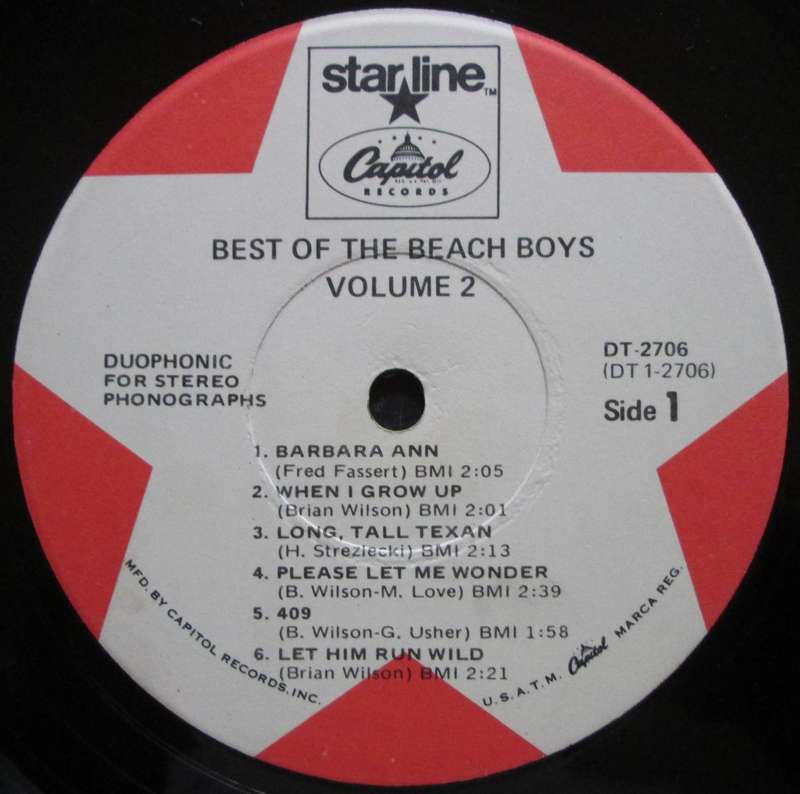 starline TM
Capitol
RECORDS
BEST OF THE BEACH BOYS
VOLUME 2
DUOPHONIC
FOR STEREO
PHONOGRAPHS
DT-2706
(DT 1-2706)
Side 1
1. BARBARA ANN
(Fred Fassert) BMI 2:05
2. WHEN I GROW UP
(Brian Wilson) BMI 2:01
3. LONG, TALL TEXAN
(H. Strezlecki) BMI 2:13
4. PLEASE LET ME WONDER
(B. Wilson-M. Love) BMI 2:39
5. 409
(B. Wilson-G. Usher) BMI 1:58
6. LET HIM RUN WILD
(Brian Wilson) BMI 2:21
MFD. BY CAPITOL RECORDS, INC.
U.S.A.T.M. Capitol MARCA REG.